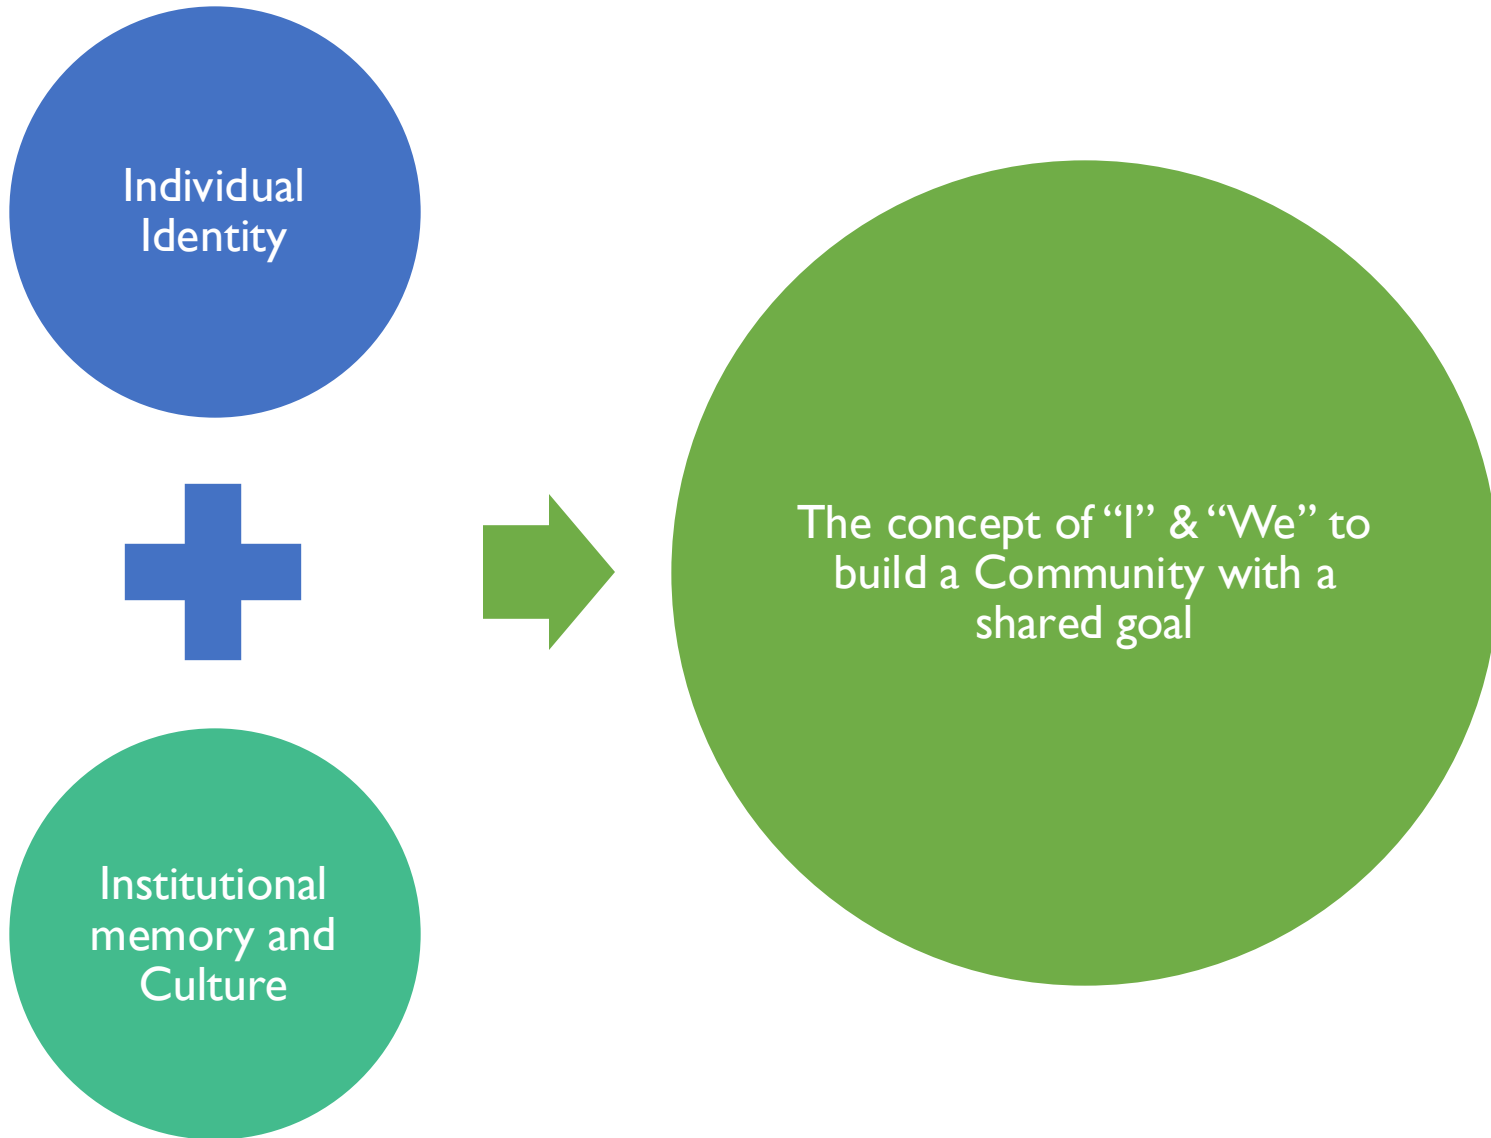 Individual
Identity
Institutional
memory and
Culture
The concept of “I” & “We” to
build a Community with a
shared goal